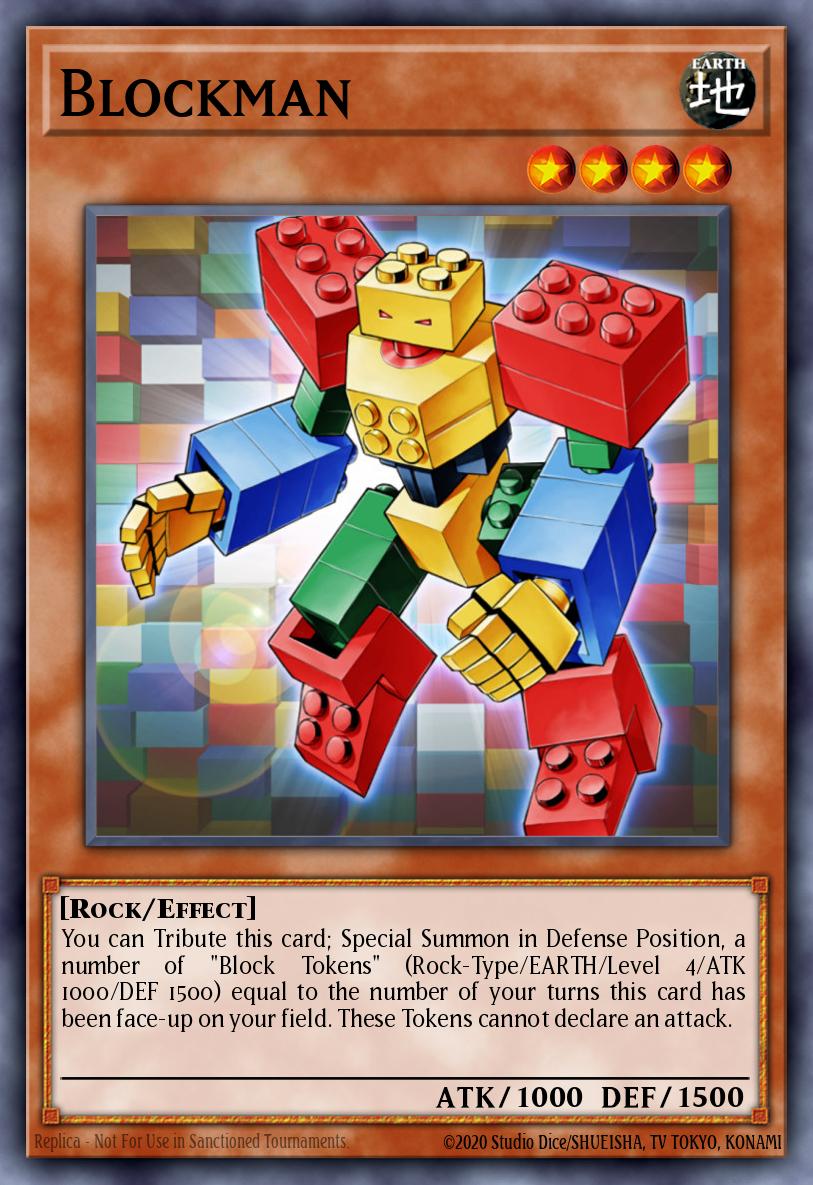 Blockman
EARTH
地
[Rock/Effect]
You can Tribute this card; Special Summon in Defense Position, a
number of "Block Tokens" (Rock-Type/EARTH/Level 4/ATK
1000/DEF 1500) equal to the number of your turns this card has
been face-up on your field. These Tokens cannot declare an attack.
ATK/1000 DEF/1500
Replica - Not For Use in Sanctioned Tournaments.
©2020 Studio Dice/SHUEISHA, TV TOKYO, KONAMI